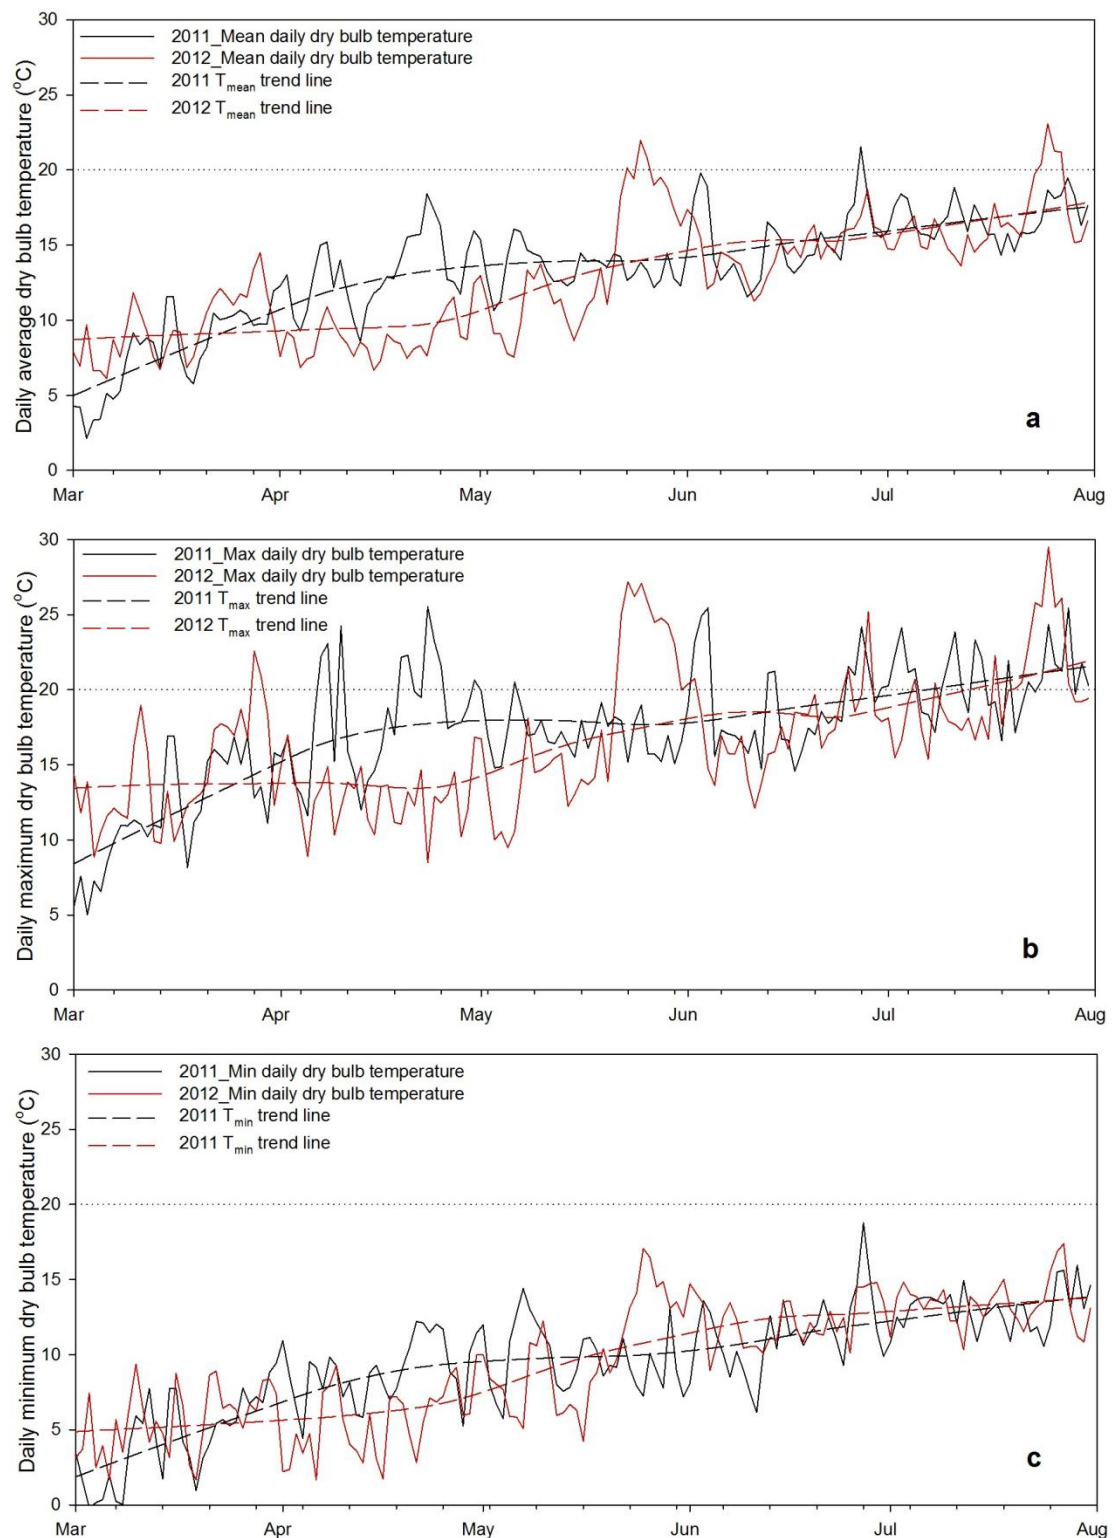 30
25
20
15
10
5
0
Daily average dry bulb temperature (°C)
2011_Mean daily dry bulb temperature
2012_Mean daily dry bulb temperature
2011 Tmean trend line
2012 Tmean trend line
a
Mar Apr May Jun Jul Aug
30
25
20
15
10
5
0
Daily maximum dry bulb temperature (°C)
2011_Max daily dry bulb temperature
2012_Max daily dry bulb temperature
2011 Tmax trend line
2012 Tmax trend line
b
Mar Apr May Jun Jul Aug
30
25
20
15
10
5
0
Daily minimum dry bulb temperature (°C)
2011_Min daily dry bulb temperature
2012_Min daily dry bulb temperature
2011 Tmin trend line
2011 Tmin trend line
c
Mar Apr May Jun Jul Aug